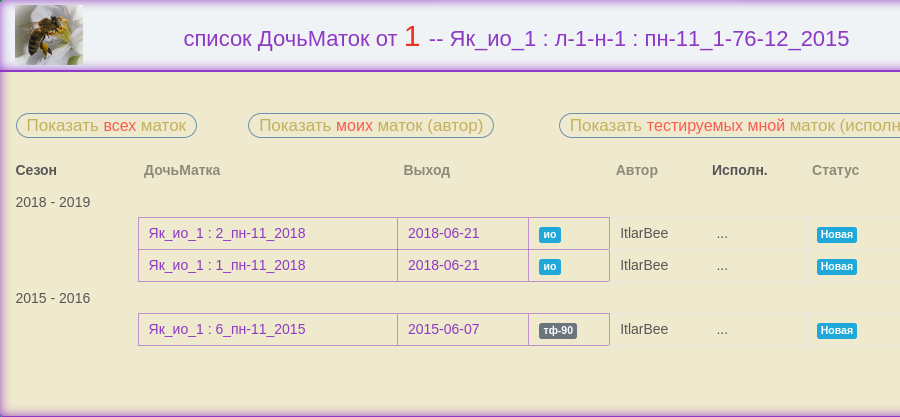 список ДочьМаток от 1 -- Як_ио_1 : л-1-н-1 : пн-11_1-76-12_2015
Показать всех маток Показать моих маток (автор) Показать тестируемых мной маток (исполн
Сезон ДочьМатка Выход Автор Исполн. Статус
2018 - 2019
Як_ио_1 : 2_пн-11_2018 2018-06-21 ио ItlarBee ... Новая
Як_ио_1 : 1_пн-11_2018 2018-06-21 ио ItlarBee ... Новая
2015 - 2016
Як_ио_1 : 6_пн-11_2015 2015-06-07 тф-90 ItlarBee ... Новая